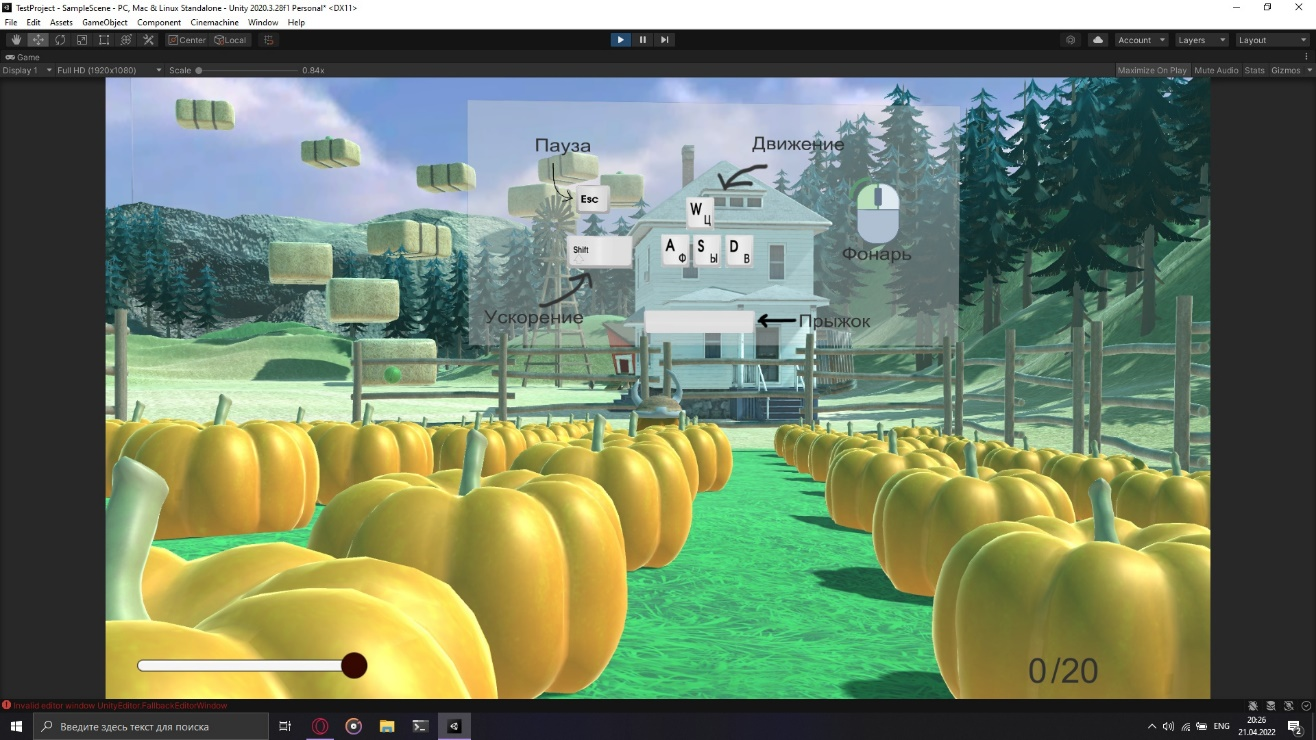 TestProject - SampleScene - PC, Mac & Linux Standalone - Unity 2020.3.28f1 Personal* <DX11>
File Edit Assets GameObject Component Cinemachine Window Help
Center Local Account Layers Layout
Game
Display 1 Full HD (1920x1080) Scale 0.84x Maximize On Play Mute Audio Stats Gizmos
Пауза Движение
Esc
W Ц
Shift A Ф S Ы D В Фонарь
Ускорение Прыжок
0/20
Invalid editor window UnityEditor.FallbackEditorWindow
Введите здесь текст для поиска
ENG
20:26
21.04.2022
2